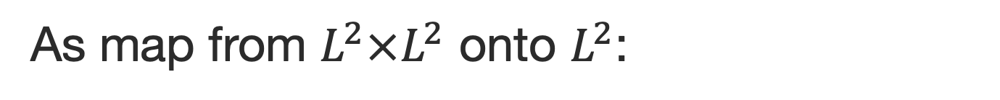 As map from L²×L² onto L²: